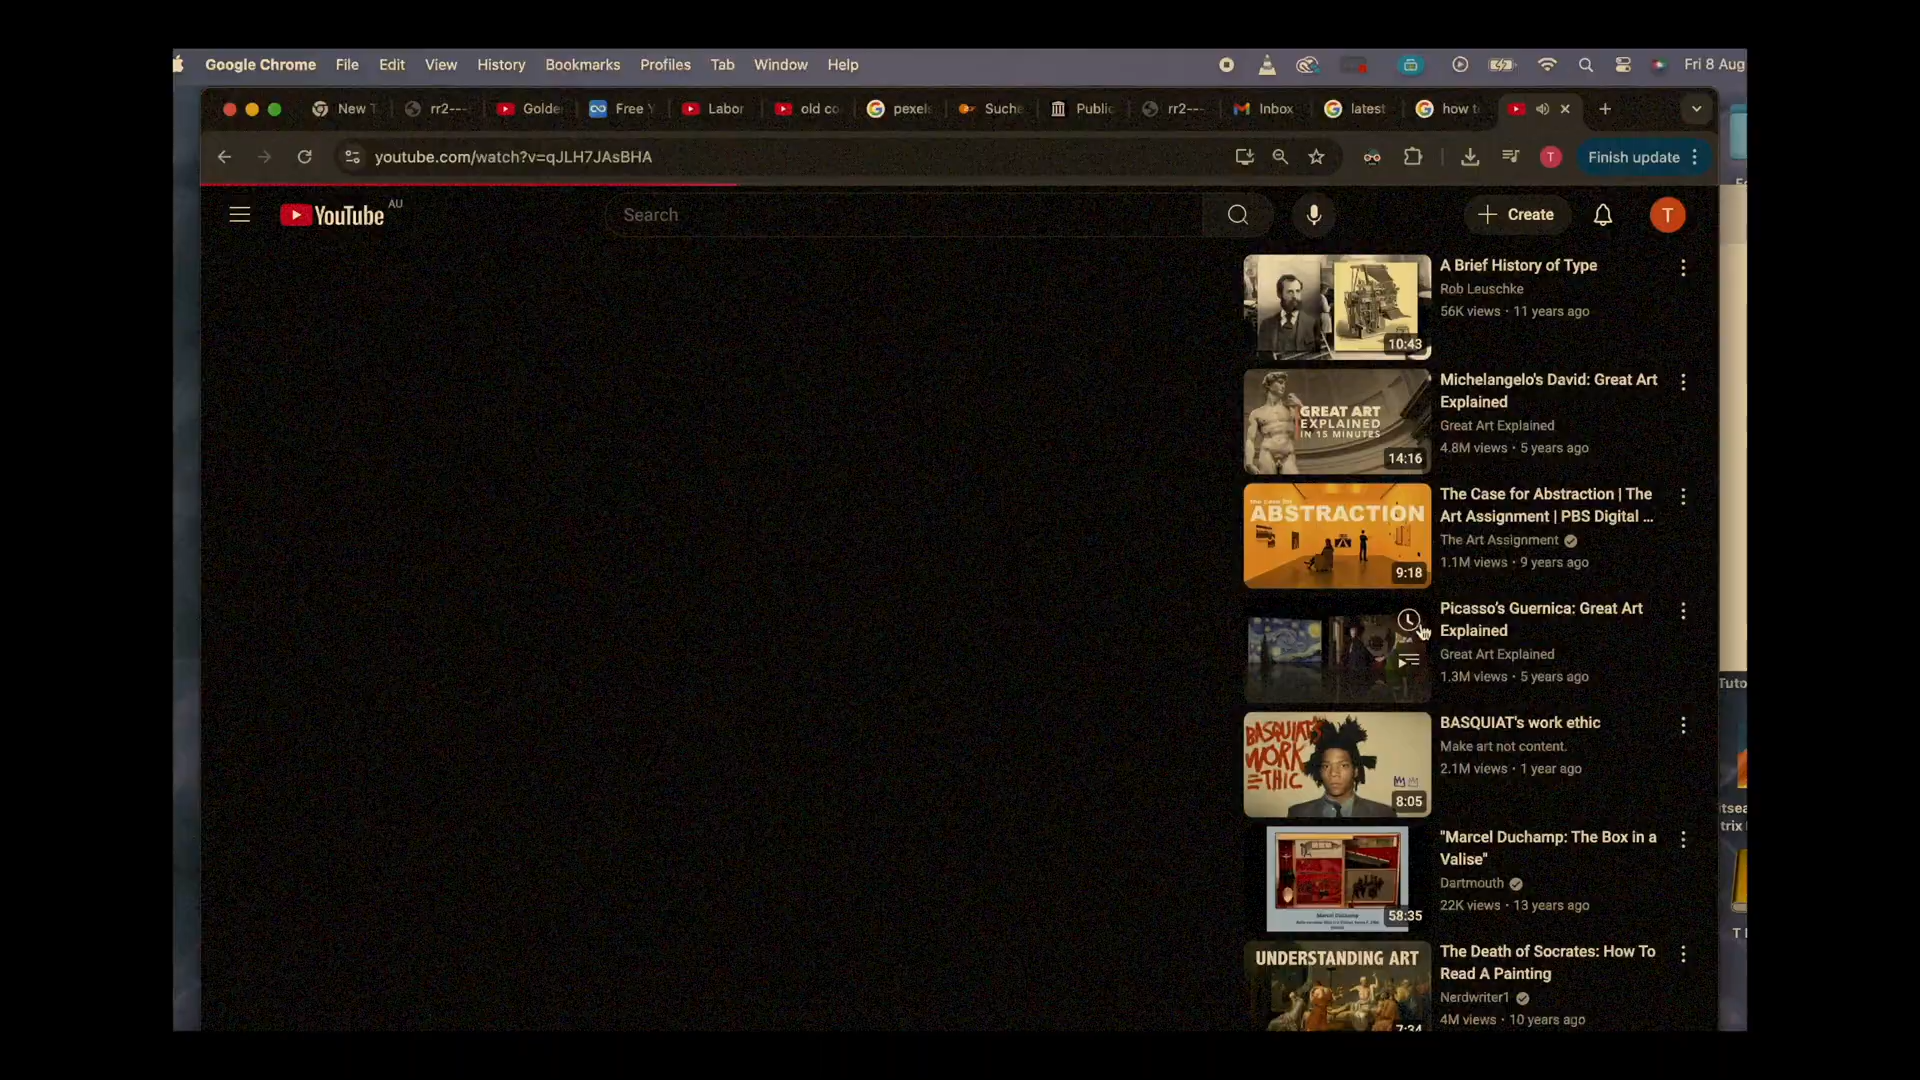 Google Chrome File Edit View History Bookmarks Profiles Tab Window Help Fri 8 Aug
New T rr2--- Golde Free Y Labor old co pexels Suche Public rr2--- Inbox latest how to
youtube.com/watch?v=qJLH7JAsBHA T Finish update
YouTube AU Search Create T
A Brief History of Type
Rob Leuschke
56K views • 11 years ago
10:43
Michelangelo's David: Great Art
Explained
Great Art Explained
4.8M views • 5 years ago
GREAT ART
EXPLAINED
IN 15 MINUTES
14:16
The Case for Abstraction | The
Art Assignment | PBS Digital ...
The Art Assignment
1.1M views • 9 years ago
ABSTRACTION
9:18
Picasso's Guernica: Great Art
Explained
Great Art Explained
1.3M views • 5 years ago
Tuto
BASQUIAT's work ethic
Make art not content.
2.1M views • 1 year ago
BASQUIAT'S
WORK
ETHIC
8:05
itsea
trix
"Marcel Duchamp: The Box in a
Valise"
Dartmouth
22K views • 13 years ago
Marcel Duchamp
58:35
T
The Death of Socrates: How To
Read A Painting
Nerdwriter1
4M views • 10 years ago
UNDERSTANDING ART
7:34